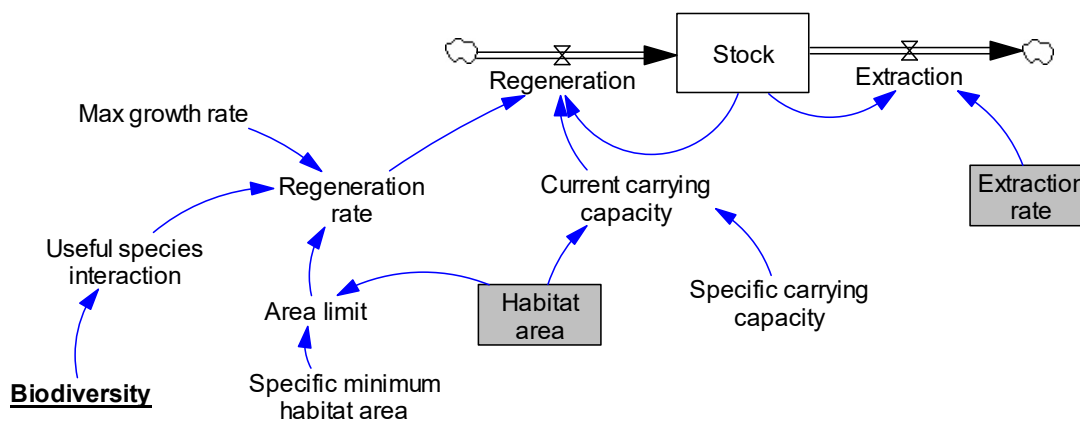 Stock
Regeneration
Extraction
Max growth rate
Regeneration
rate
Current carrying
capacity
Extraction
rate
Useful species
interaction
Area limit
Habitat
area
Specific carrying
capacity
Biodiversity
Specific minimum
habitat area